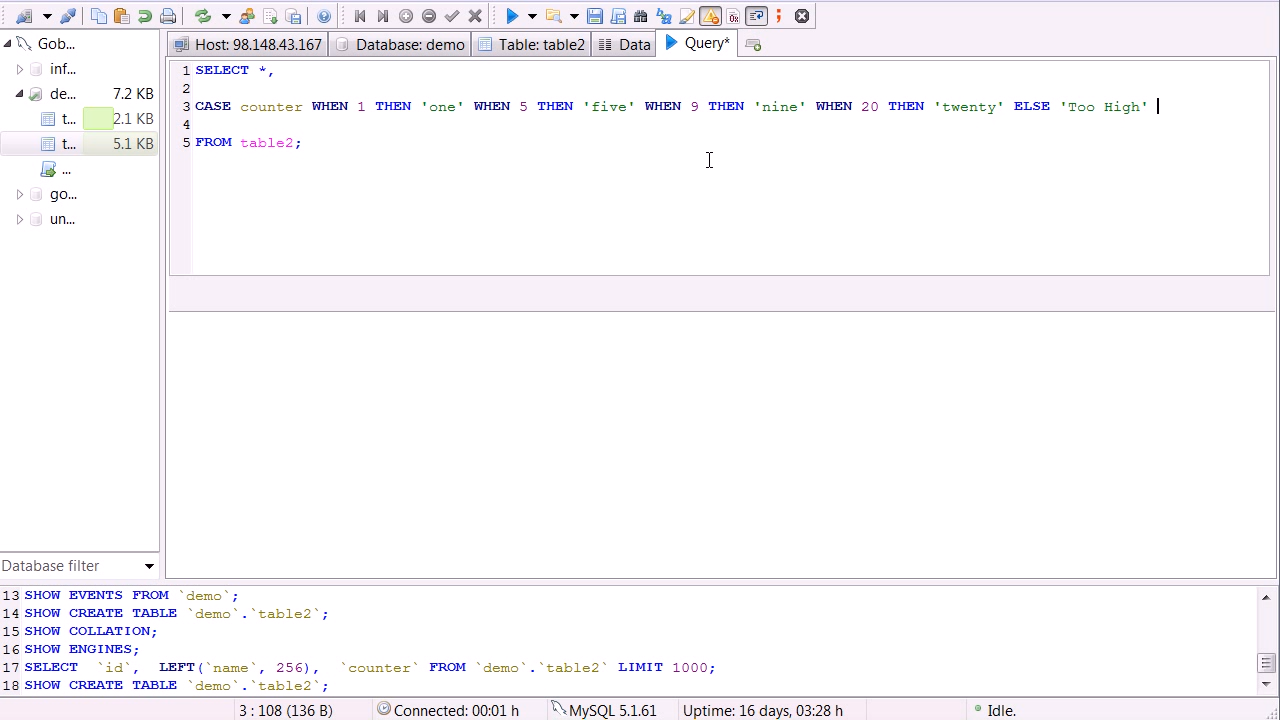 Host: 98.148.43.167 Database: demo Table: table2 Data Query*
Gob...
inf...
de... 7.2 KB
t... 2.1 KB
t... 5.1 KB
...
go...
un...
1 SELECT *,
2
3 CASE counter WHEN 1 THEN 'one' WHEN 5 THEN 'five' WHEN 9 THEN 'nine' WHEN 20 THEN 'twenty' ELSE 'Too High'
4
5 FROM table2;
Database filter
13 SHOW EVENTS FROM `demo`;
14 SHOW CREATE TABLE `demo`.`table2`;
15 SHOW COLLATION;
16 SHOW ENGINES;
17 SELECT `id`, LEFT(`name`, 256), `counter` FROM `demo`.`table2` LIMIT 1000;
18 SHOW CREATE TABLE `demo`.`table2`;
3 : 108 (136 B) Connected: 00:01 h MySQL 5.1.61 Uptime: 16 days, 03:28 h Idle.